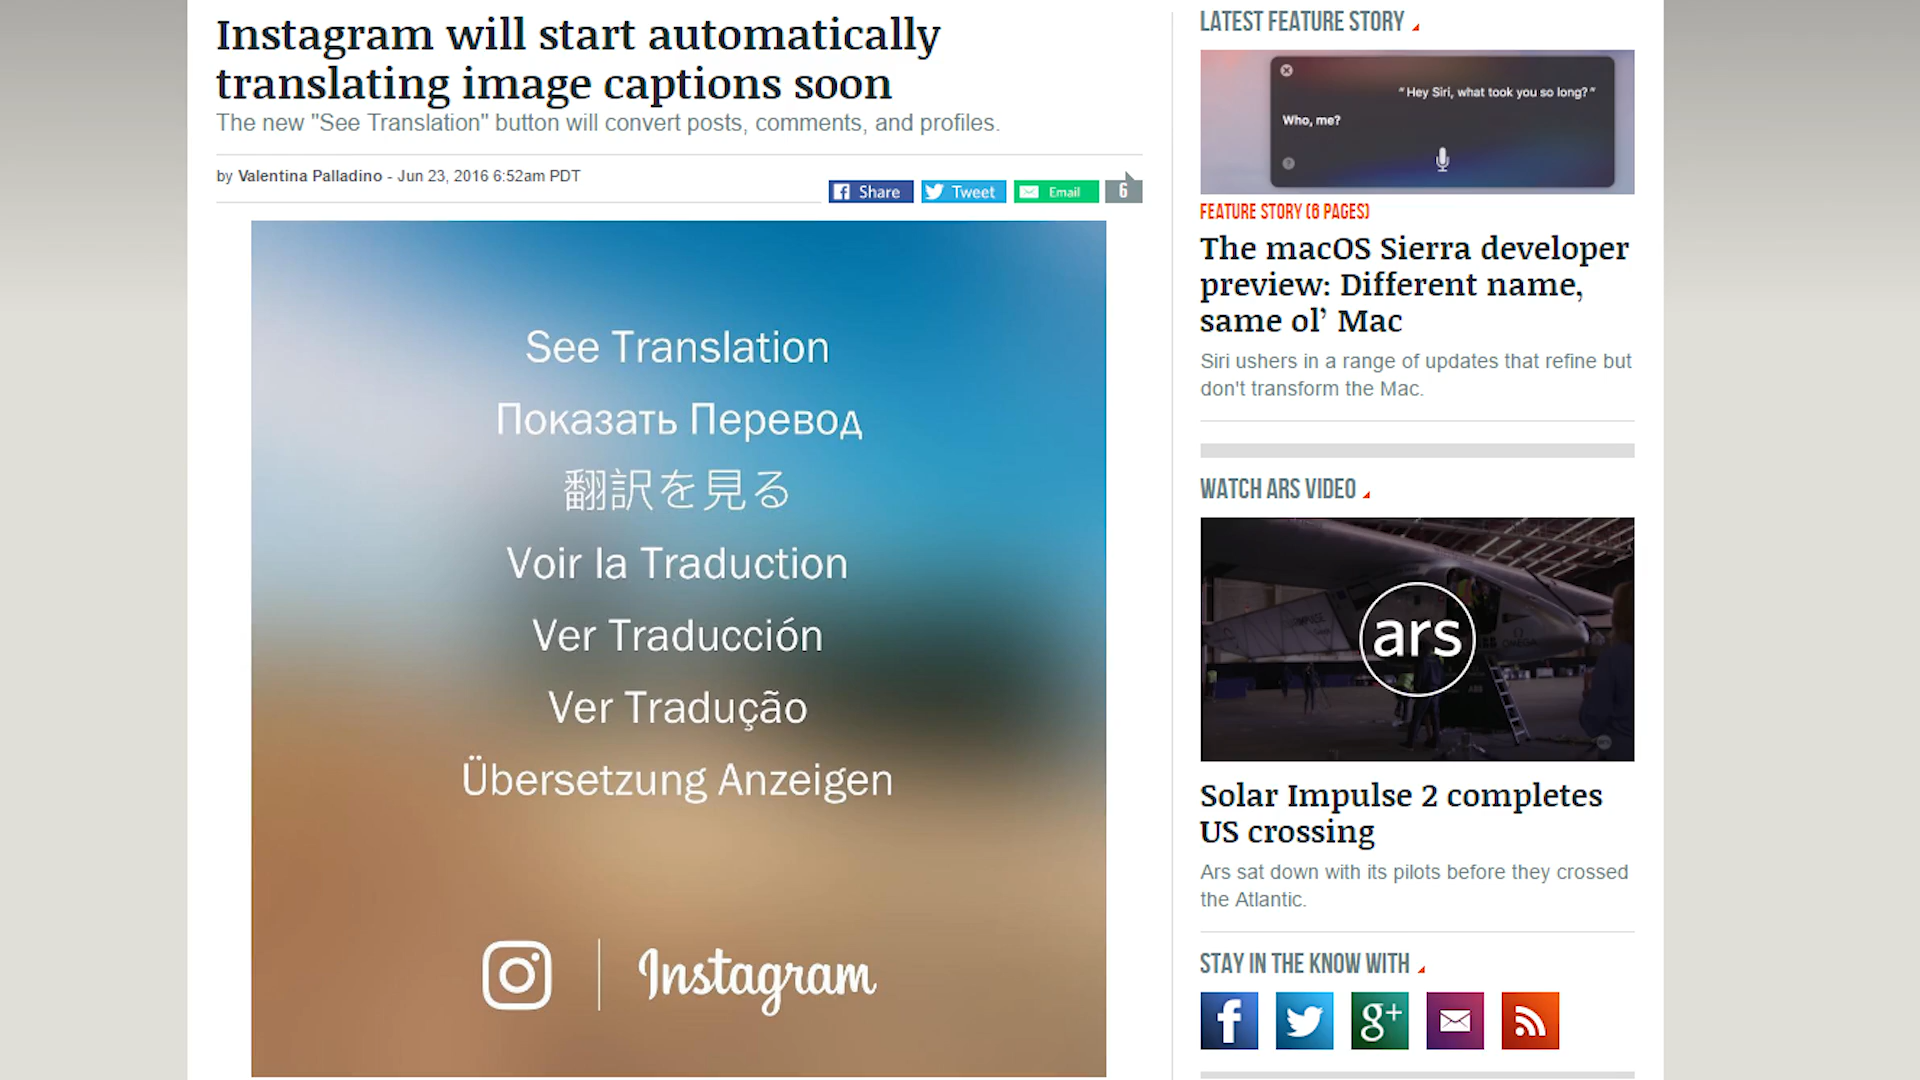 Instagram will start automatically
translating image captions soon
The new "See Translation" button will convert posts, comments, and profiles.
by Valentina Palladino - Jun 23, 2016 6:52am PDT
Share
Tweet
Email
6
See Translation
Показать Перевод
翻訳を見る
Voir la Traduction
Ver Traducción
Ver Tradução
Übersetzung Anzeigen
Instagram
LATEST FEATURE STORY
"Hey Siri, what took you so long?"
Who, me?
?
FEATURE STORY (6 PAGES)
The macOS Sierra developer
preview: Different name,
same ol’ Mac
Siri ushers in a range of updates that refine but
don't transform the Mac.
WATCH ARS VIDEO
ars
OMEGA
ABB
Solar Impulse 2 completes
US crossing
Ars sat down with its pilots before they crossed
the Atlantic.
STAY IN THE KNOW WITH
f
g+